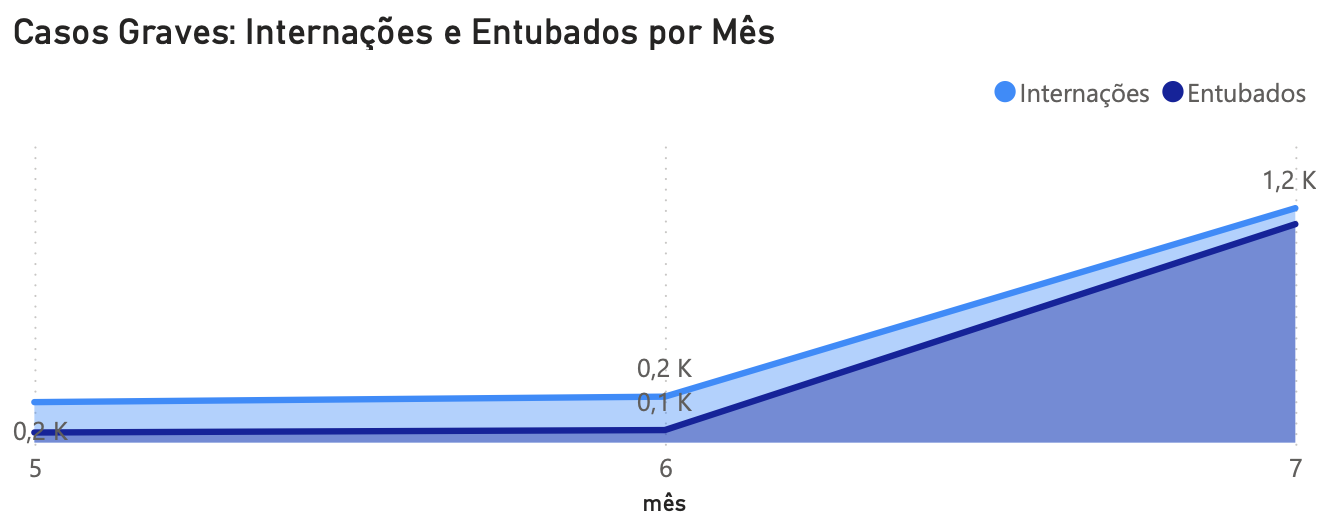 Casos Graves: Internações e Entubados por Mês
Internações Entubados
1,2 K
0,2 K
0,1 K
0,2 K
5 6 7
mês